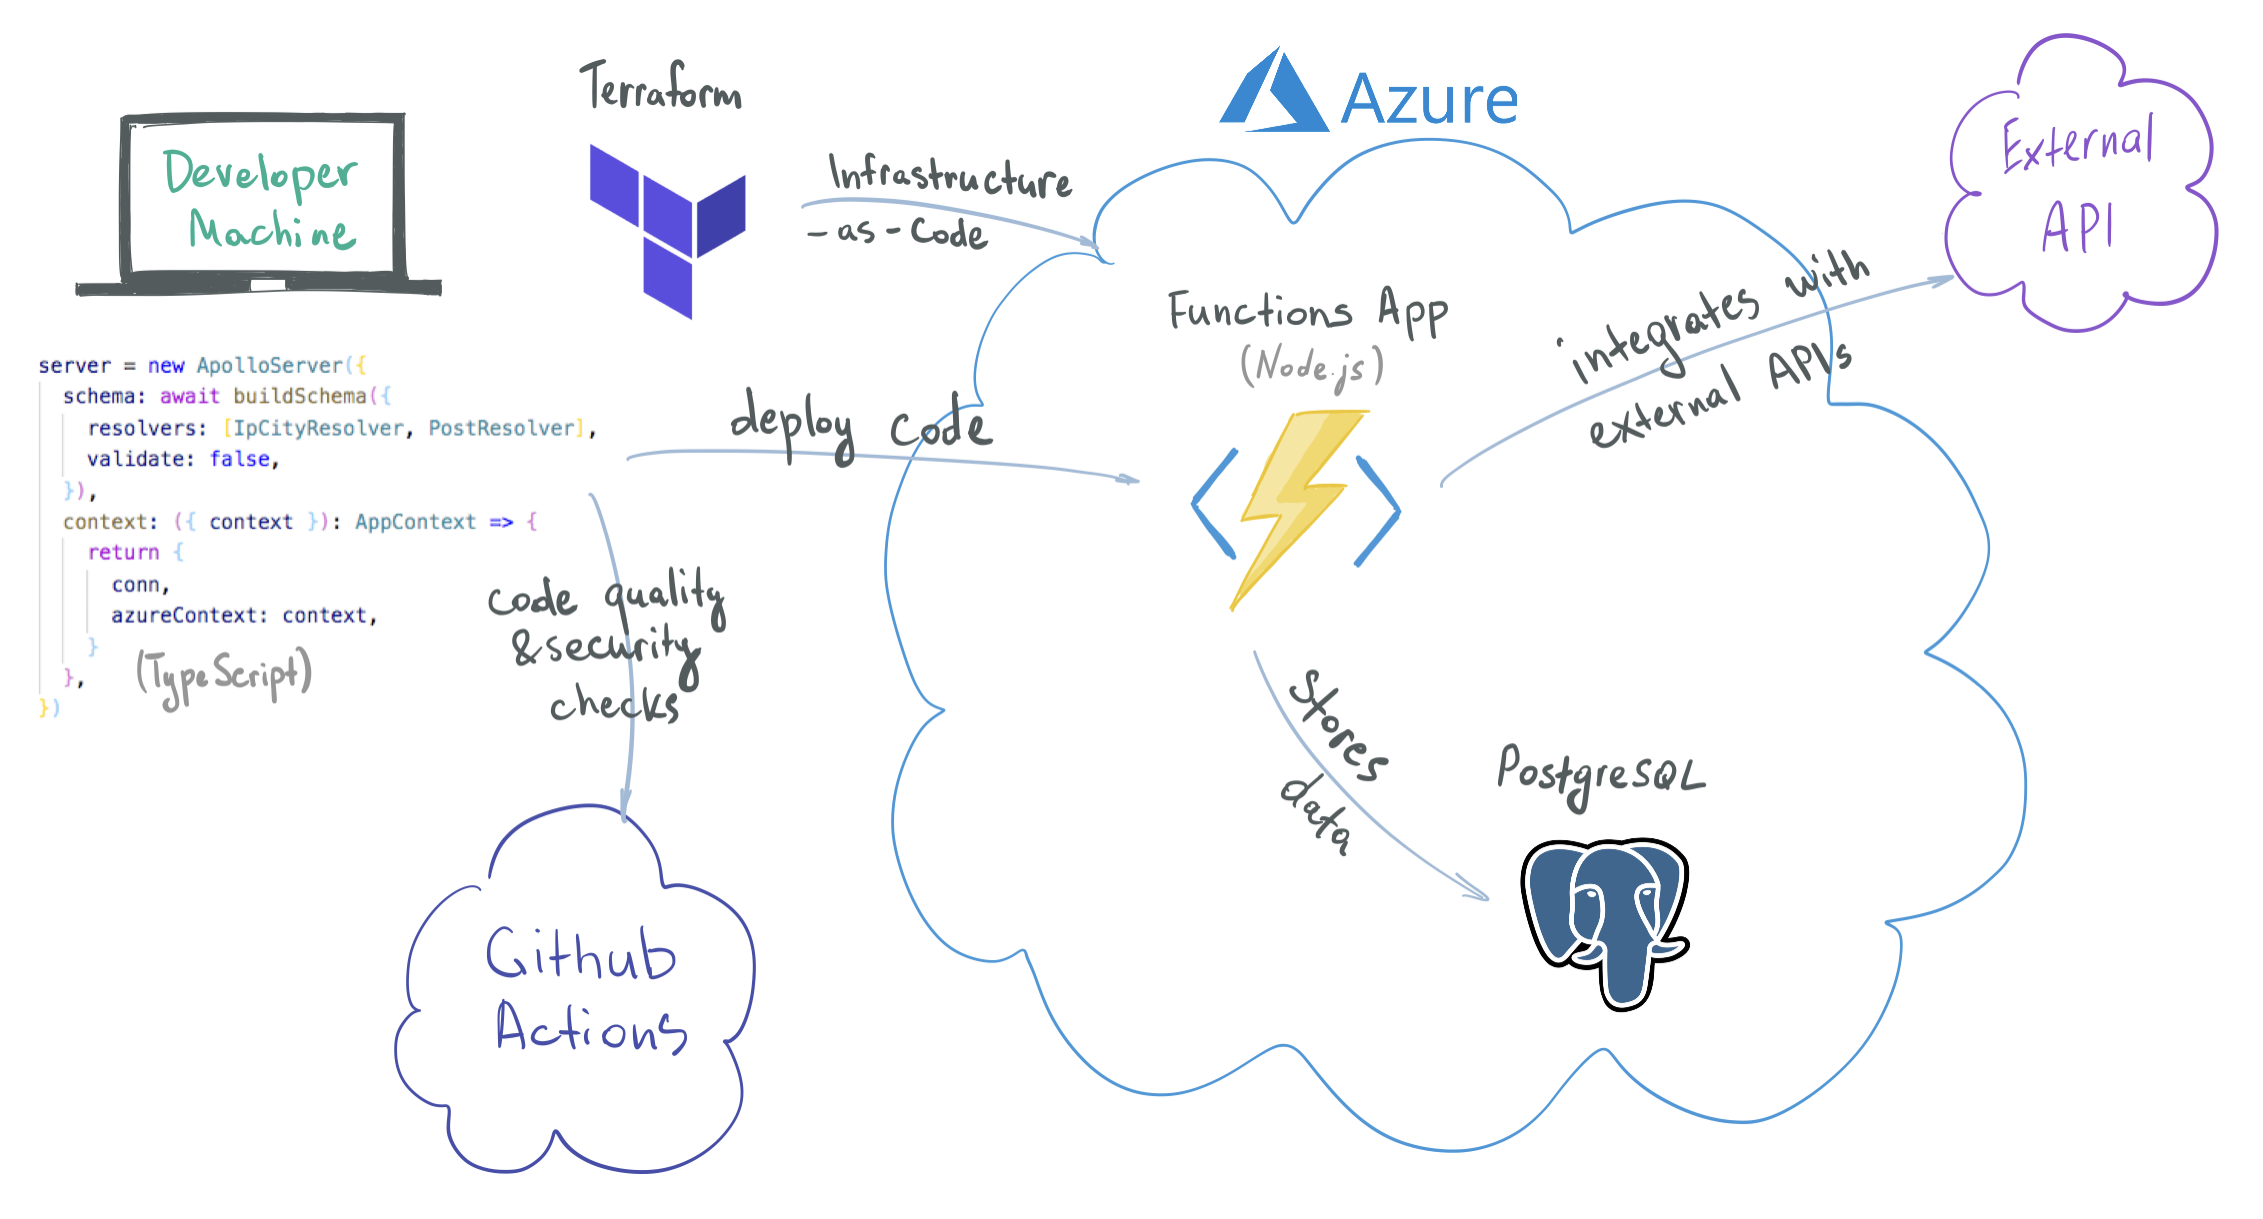 Developer
Machine
Terraform
Infrastructure
-as-Code
Azure
External
API
server = new ApolloServer({
schema: await buildSchema({
resolvers: [IpCityResolver, PostResolver],
validate: false,
}),
context: ({ context }): AppContext => {
return {
conn,
azureContext: context,
}
},
})
(TypeScript)
deploy code
code quality
&security
checks
Github
Actions
Functions App
(Node.js)
integrates with
external APIs
Stores
data
PostgreSQL